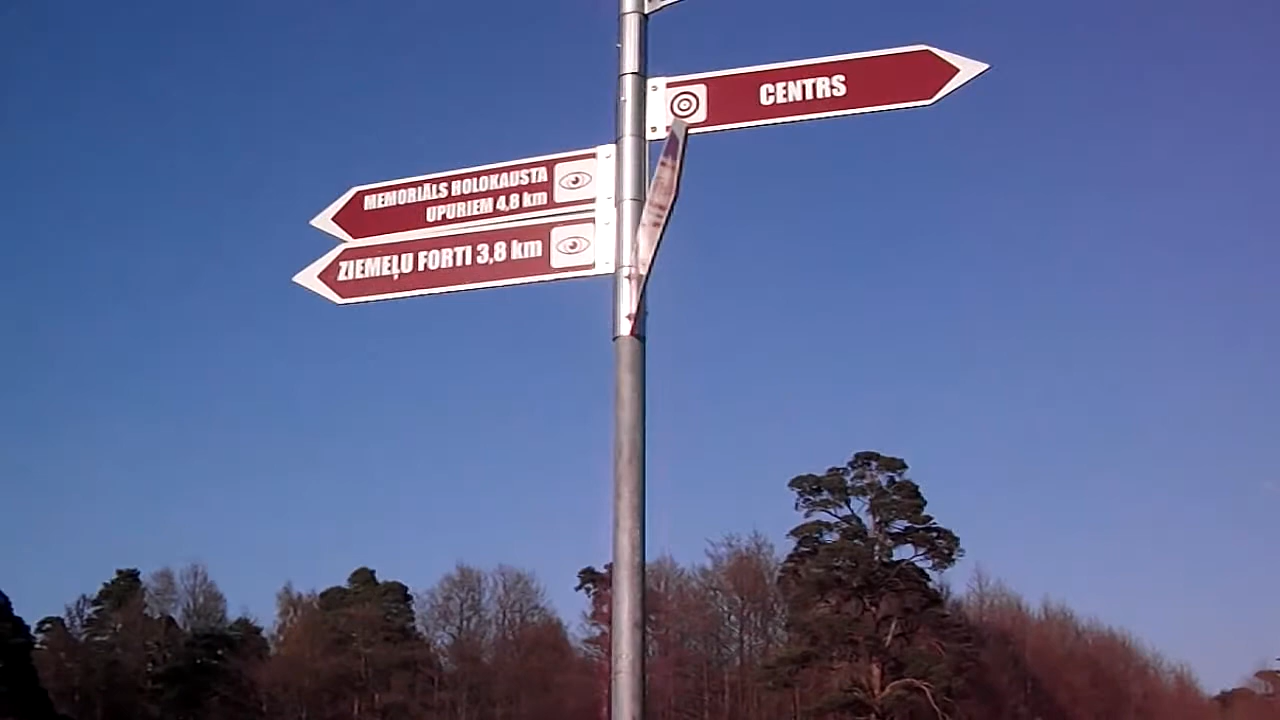 CENTRS
MEMORIĀLS HOLOKAUSTA
UPURIEM 4,8 km
ZIEMEĻU FORTI 3,8 km